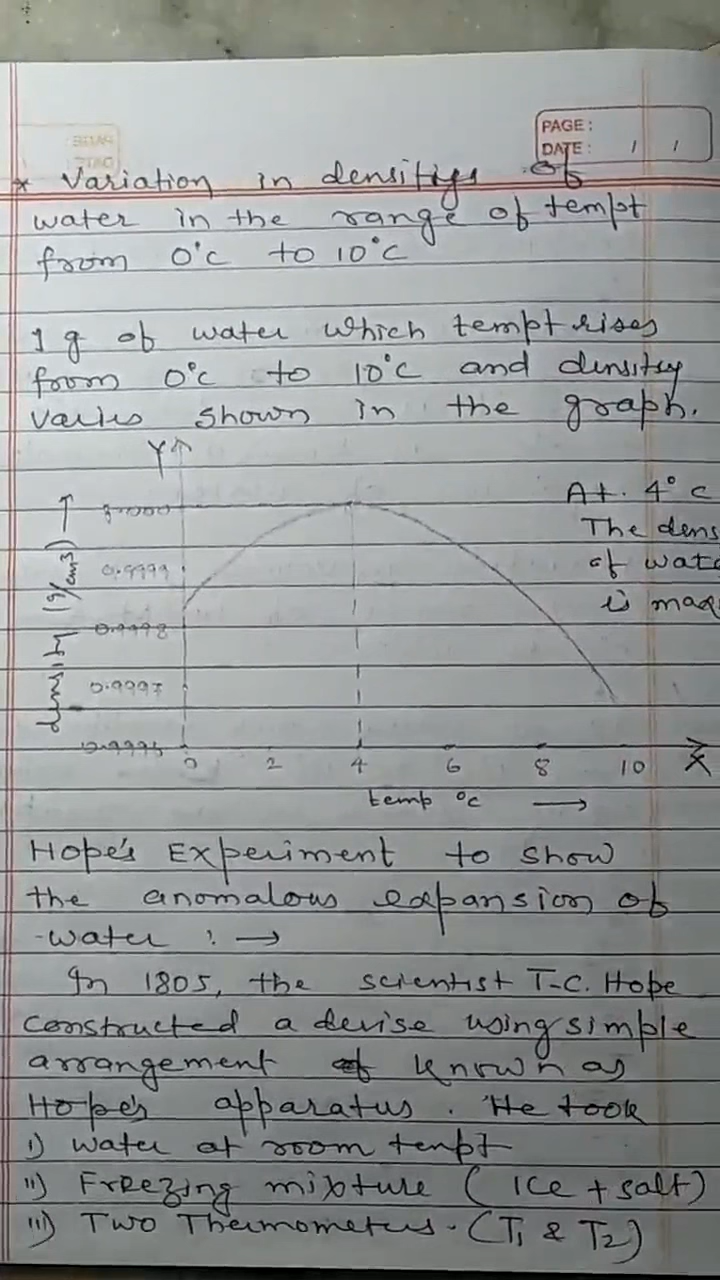 PAGE:
DATE: / /
* Variation in densitiys of
water in the range of tempt
from 0°c to 10°c
1 g of water which tempt rises
from 0°c to 10°c and density
varies shown in the graph.
Y
At. 4° c
The dens
of wate
is max
density (g/cm3) →
0.9999
0.9998
0.9997
0 2 4 6 8 10 X
temp °c →
Hope's Experiment to show
the anomalous expansion of
water : →
In 1805, the scientist T.C. Hope
constructed a devise using simple
arrangement of known as
Hope's apparatus. He took
i) water at room tempt
ii) Freezing mixture (Ice + salt)
iii) Two Thermometers. (T1 & T2)